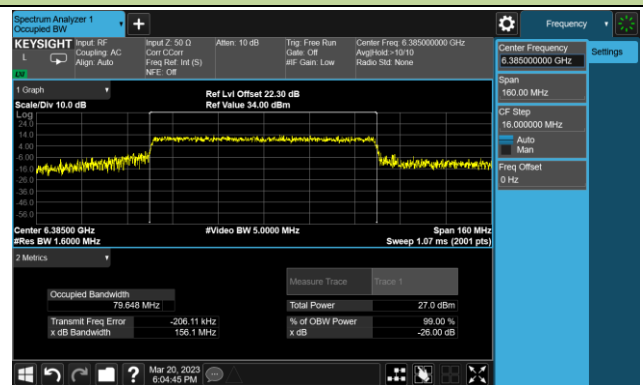 Spectrum Analyzer 1
Occupied BW
+
Frequency
KEYSIGHT
L
LXI
Input: RF
Coupling: AC
Align: Auto
Input Z: 50 Ω
Corr CCorr
Freq Ref: Int (S)
NFE: Off
Atten: 10 dB
Trig: Free Run
Gate: Off
#IF Gain: Low
Center Freq: 6.385000000 GHz
Avg|Hold:>10/10
Radio Std: None
Center Frequency
6.385000000 GHz
Settings
Span
160.00 MHz
CF Step
16.000000 MHz
Auto
Man
Freq Offset
0 Hz
1 Graph
Scale/Div 10.0 dB
Ref Lvl Offset 22.30 dB
Ref Value 34.00 dBm
Log
24.0
14.0
4.00
-6.00
-16.0
-26.0
-36.0
-46.0
-56.0
Center 6.38500 GHz
#Res BW 1.6000 MHz
#Video BW 5.0000 MHz
Span 160 MHz
Sweep 1.07 ms (2001 pts)
2 Metrics
Measure Trace
Trace 1
Occupied Bandwidth
79.648 MHz
Total Power
27.0 dBm
Transmit Freq Error
-206.11 kHz
% of OBW Power
99.00 %
x dB Bandwidth
156.1 MHz
x dB
-26.00 dB
?
Mar 20, 2023
6:04:45 PM